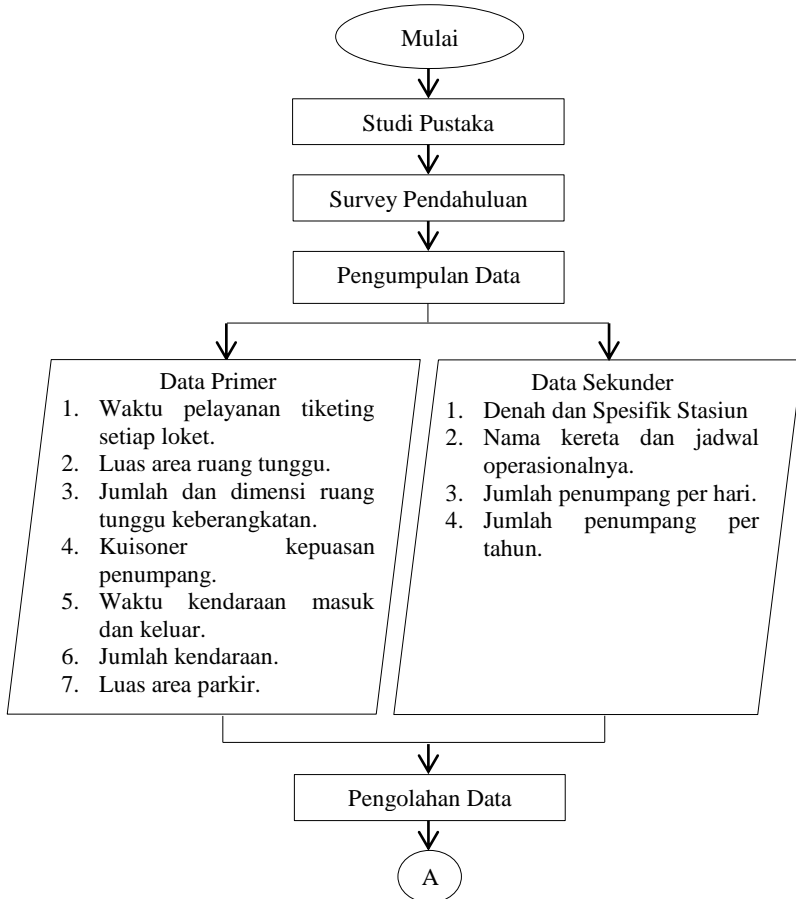 Mulai
Studi Pustaka
Survey Pendahuluan
Pengumpulan Data
Data Primer
1. Waktu pelayanan tiketing
setiap loket.
2. Luas area ruang tunggu.
3. Jumlah dan dimensi ruang
tunggu keberangkatan.
4. Kuisoner kepuasan
penumpang.
5. Waktu kendaraan masuk
dan keluar.
6. Jumlah kendaraan.
7. Luas area parkir.
Data Sekunder
1. Denah dan Spesifik Stasiun
2. Nama kereta dan jadwal
operasionalnya.
3. Jumlah penumpang per hari.
4. Jumlah penumpang per
tahun.
Pengolahan Data
A